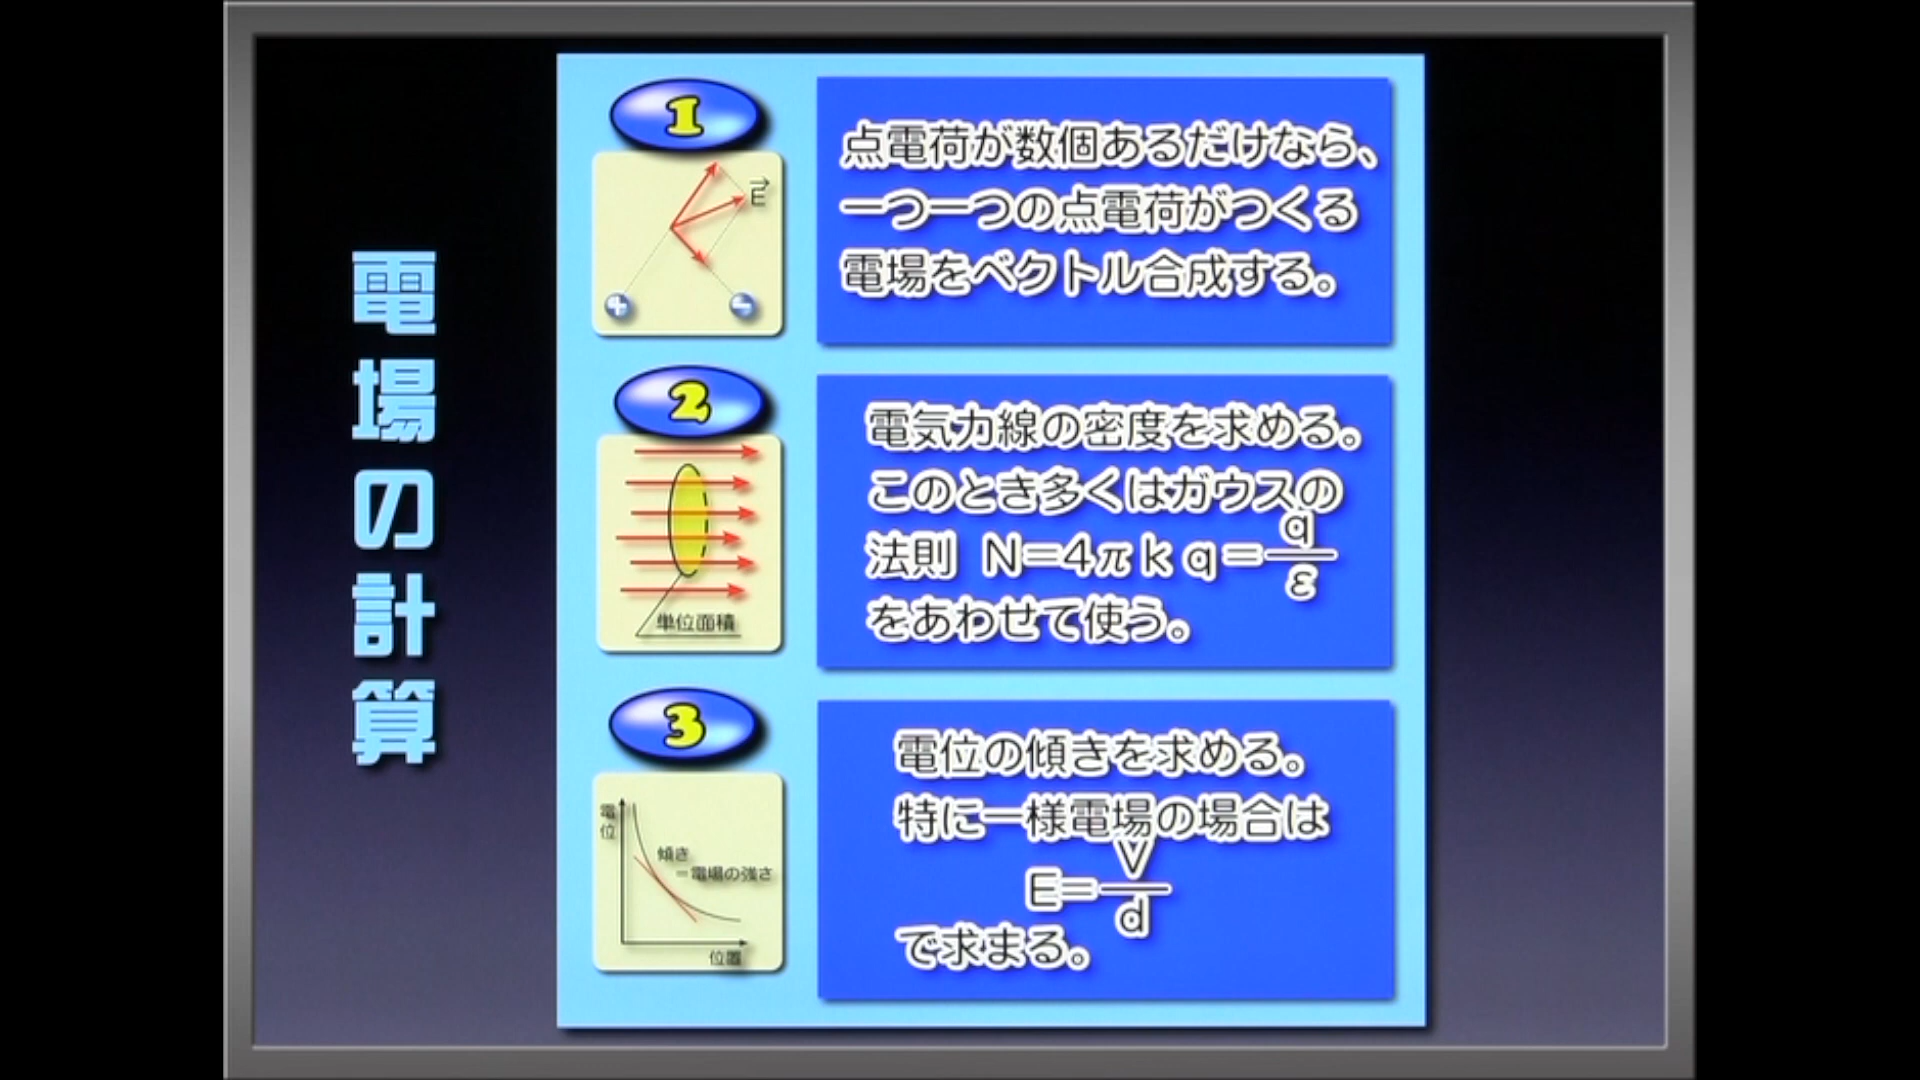 電場の計算
1
E
点電荷が数個あるだけなら、
一つ一つの点電荷がつくる
電場をベクトル合成する。
2
単位面積
電気力線の密度を求める。
このとき多くはガウスの
法則 N=4πkq=q/ε
をあわせて使う。
3
電位
傾き
=電場の強さ
位置
電位の傾きを求める。
特に一様電場の場合は
E=V/d
で求まる。